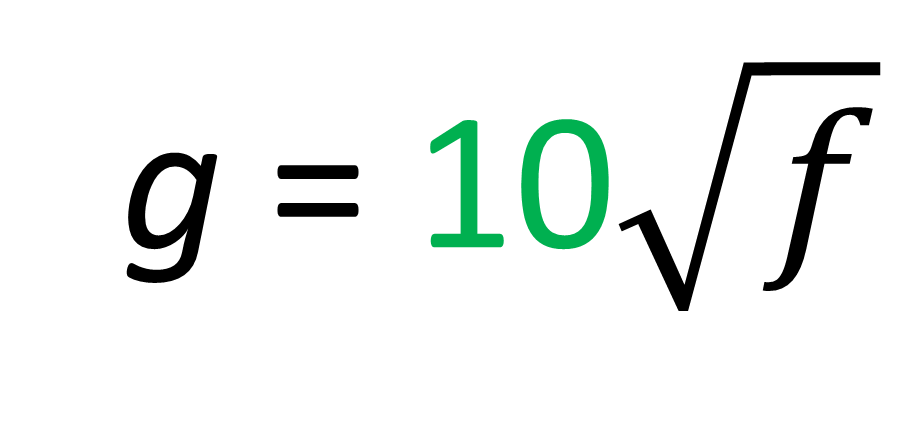 g = 10√f